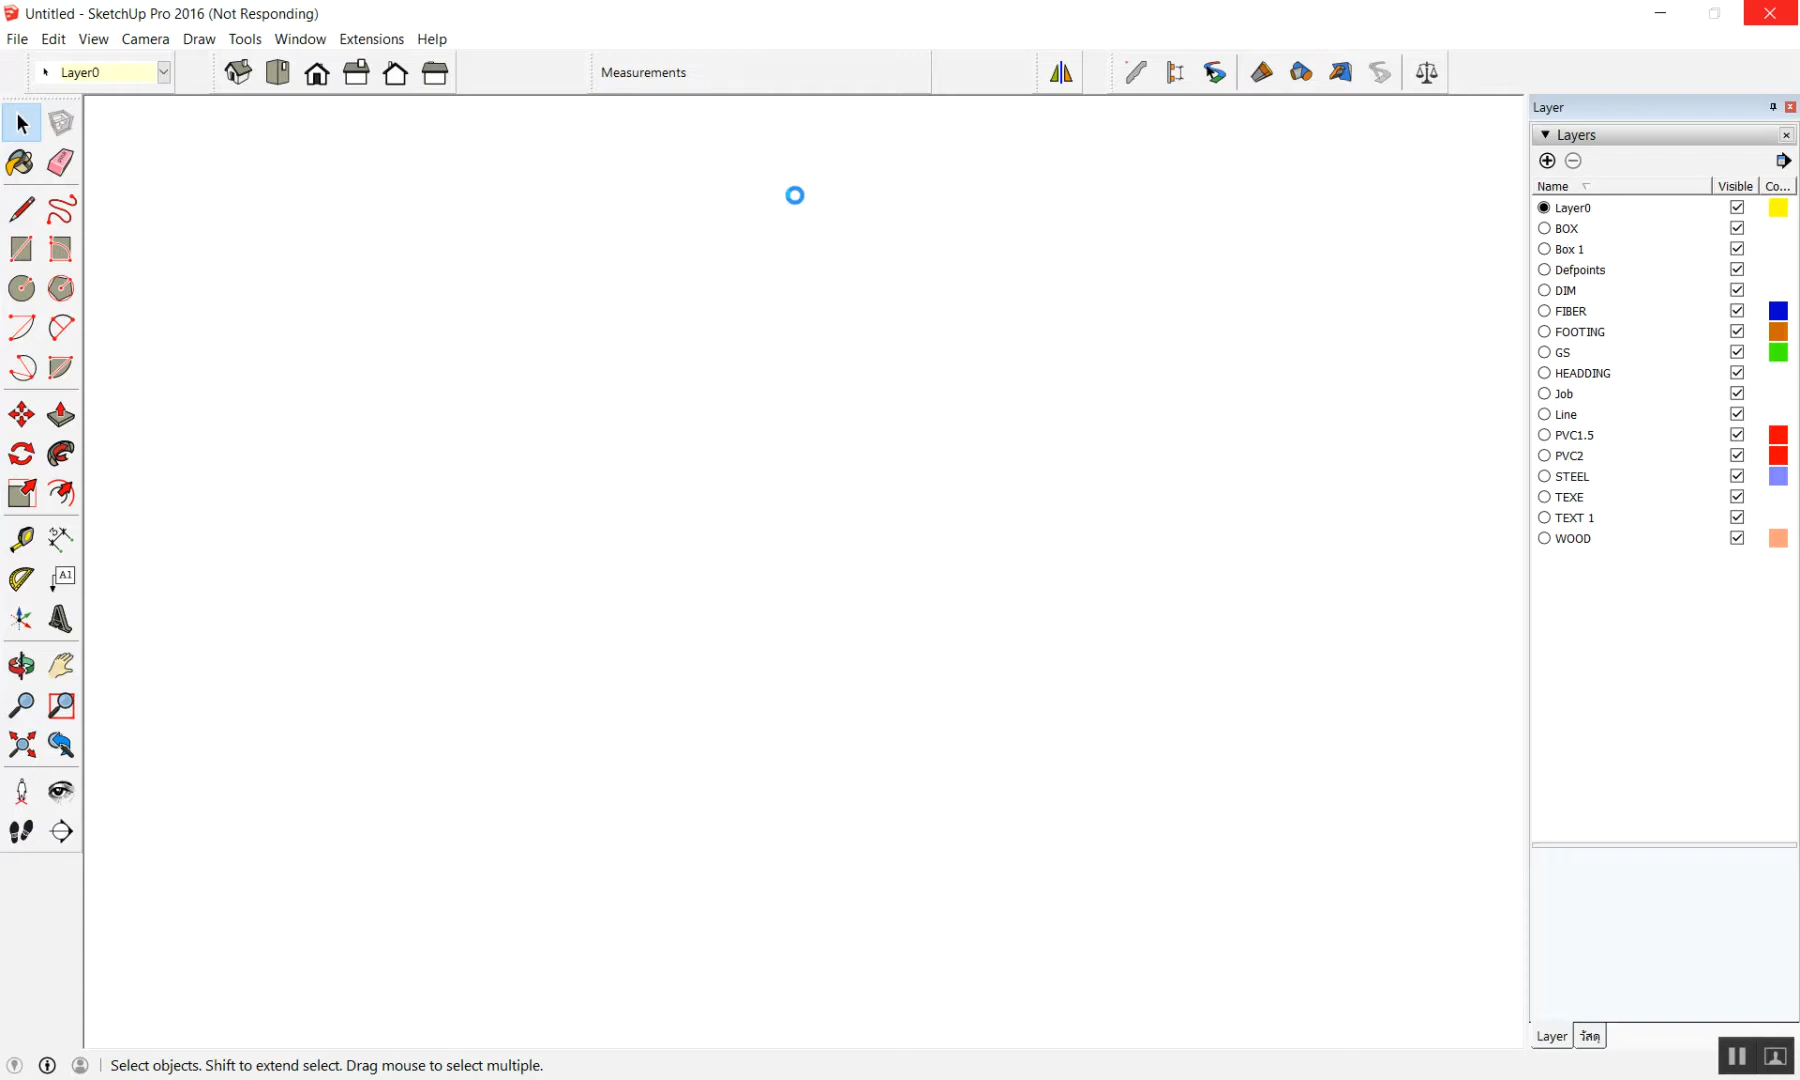 Untitled - SketchUp Pro 2016 (Not Responding)
File Edit View Camera Draw Tools Window Extensions Help
Layer0
Measurements
Layer
Layers
Name Visible Co...
Layer0
BOX
Box 1
Defpoints
DIM
FIBER
FOOTING
GS
HEADDING
Job
Line
PVC1.5
PVC2
STEEL
TEXE
TEXT 1
WOOD
A1
Layer วัสดุ
Select objects. Shift to extend select. Drag mouse to select multiple.